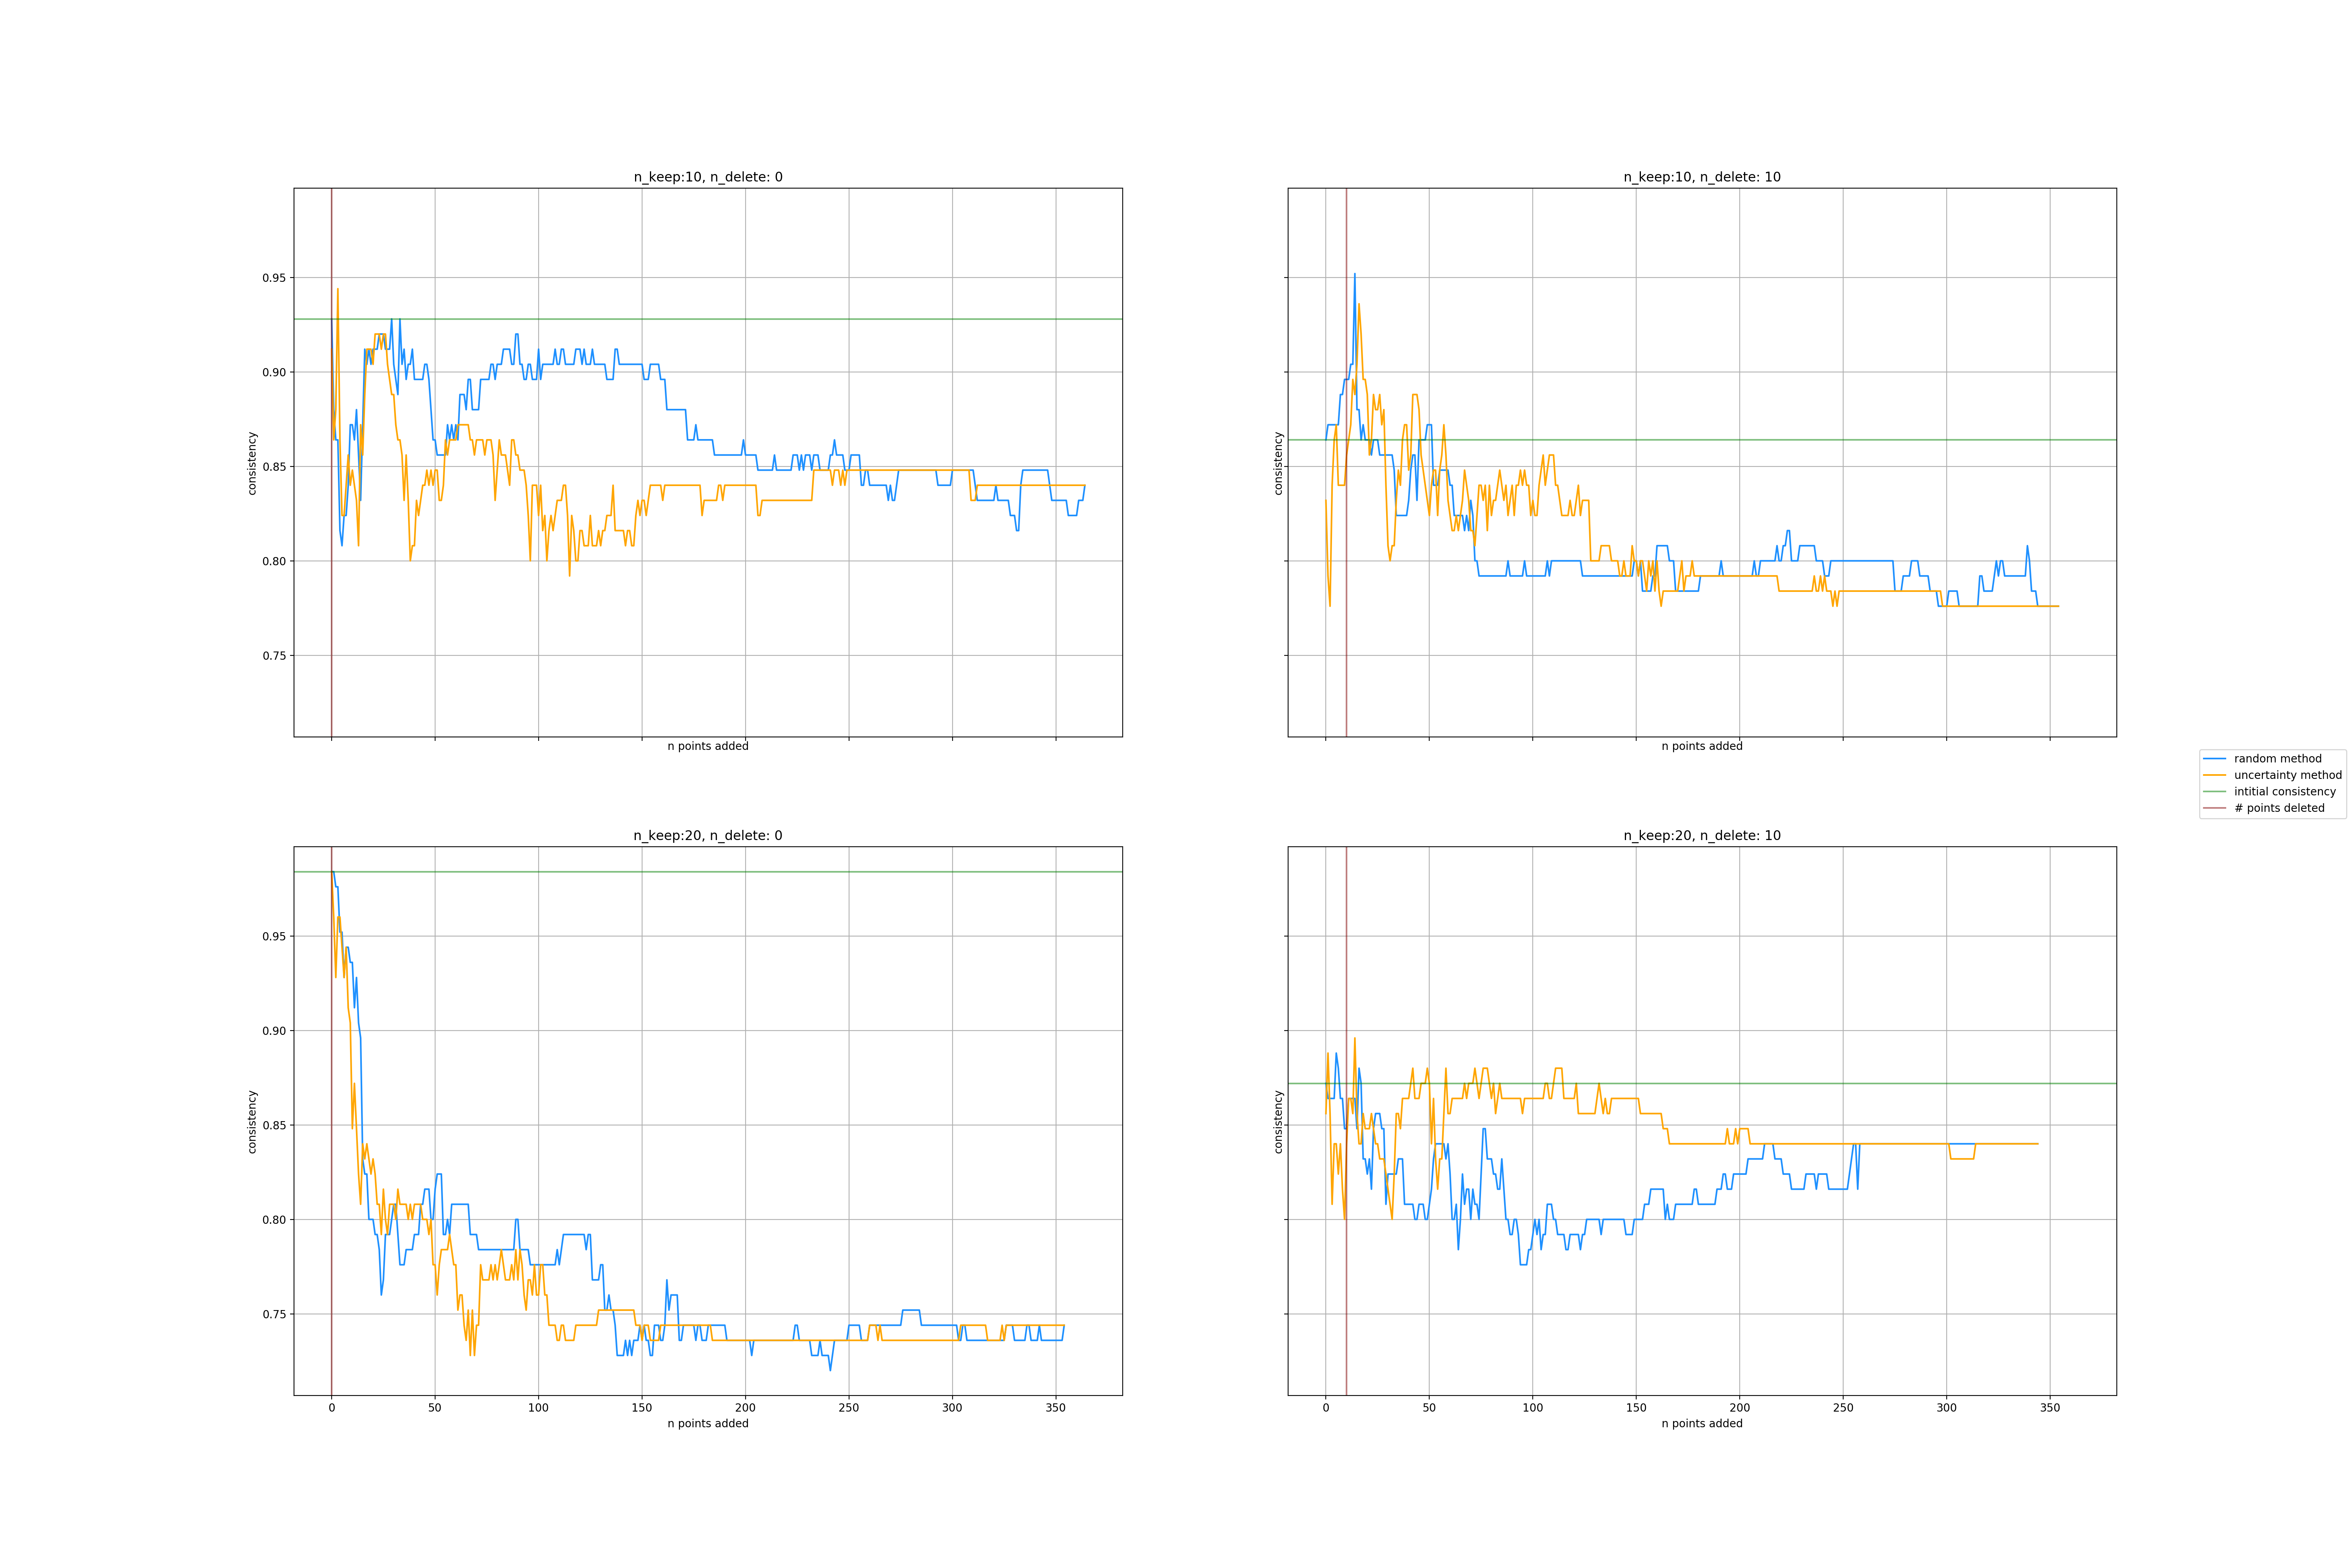 n_keep:10, n_delete: 0
0.95
0.90
0.85
0.80
0.75
consistency
n points added
n_keep:10, n_delete: 10
consistency
n points added
random method
uncertainty method
intitial consistency
# points deleted
n_keep:20, n_delete: 0
0.95
0.90
0.85
0.80
0.75
consistency
0 50 100 150 200 250 300 350
n points added
n_keep:20, n_delete: 10
consistency
0 50 100 150 200 250 300 350
n points added